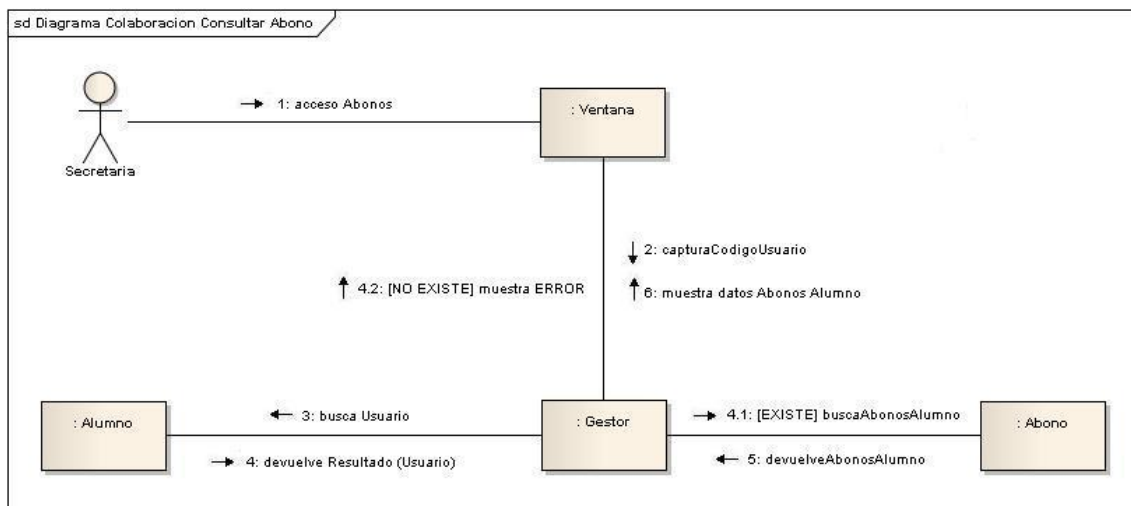 sd Diagrama Colaboracion Consultar Abono
1: acceso Abonos
: Ventana
Secretaria
2: capturaCodigoUsuario
4.2: [NO EXISTE] muestra ERROR
6: muestra datos Abonos Alumno
: Alumno
3: busca Usuario
: Gestor
4.1: [EXISTE] buscaAbonosAlumno
: Abono
4: devuelve Resultado (Usuario)
5: devuelveAbonosAlumno